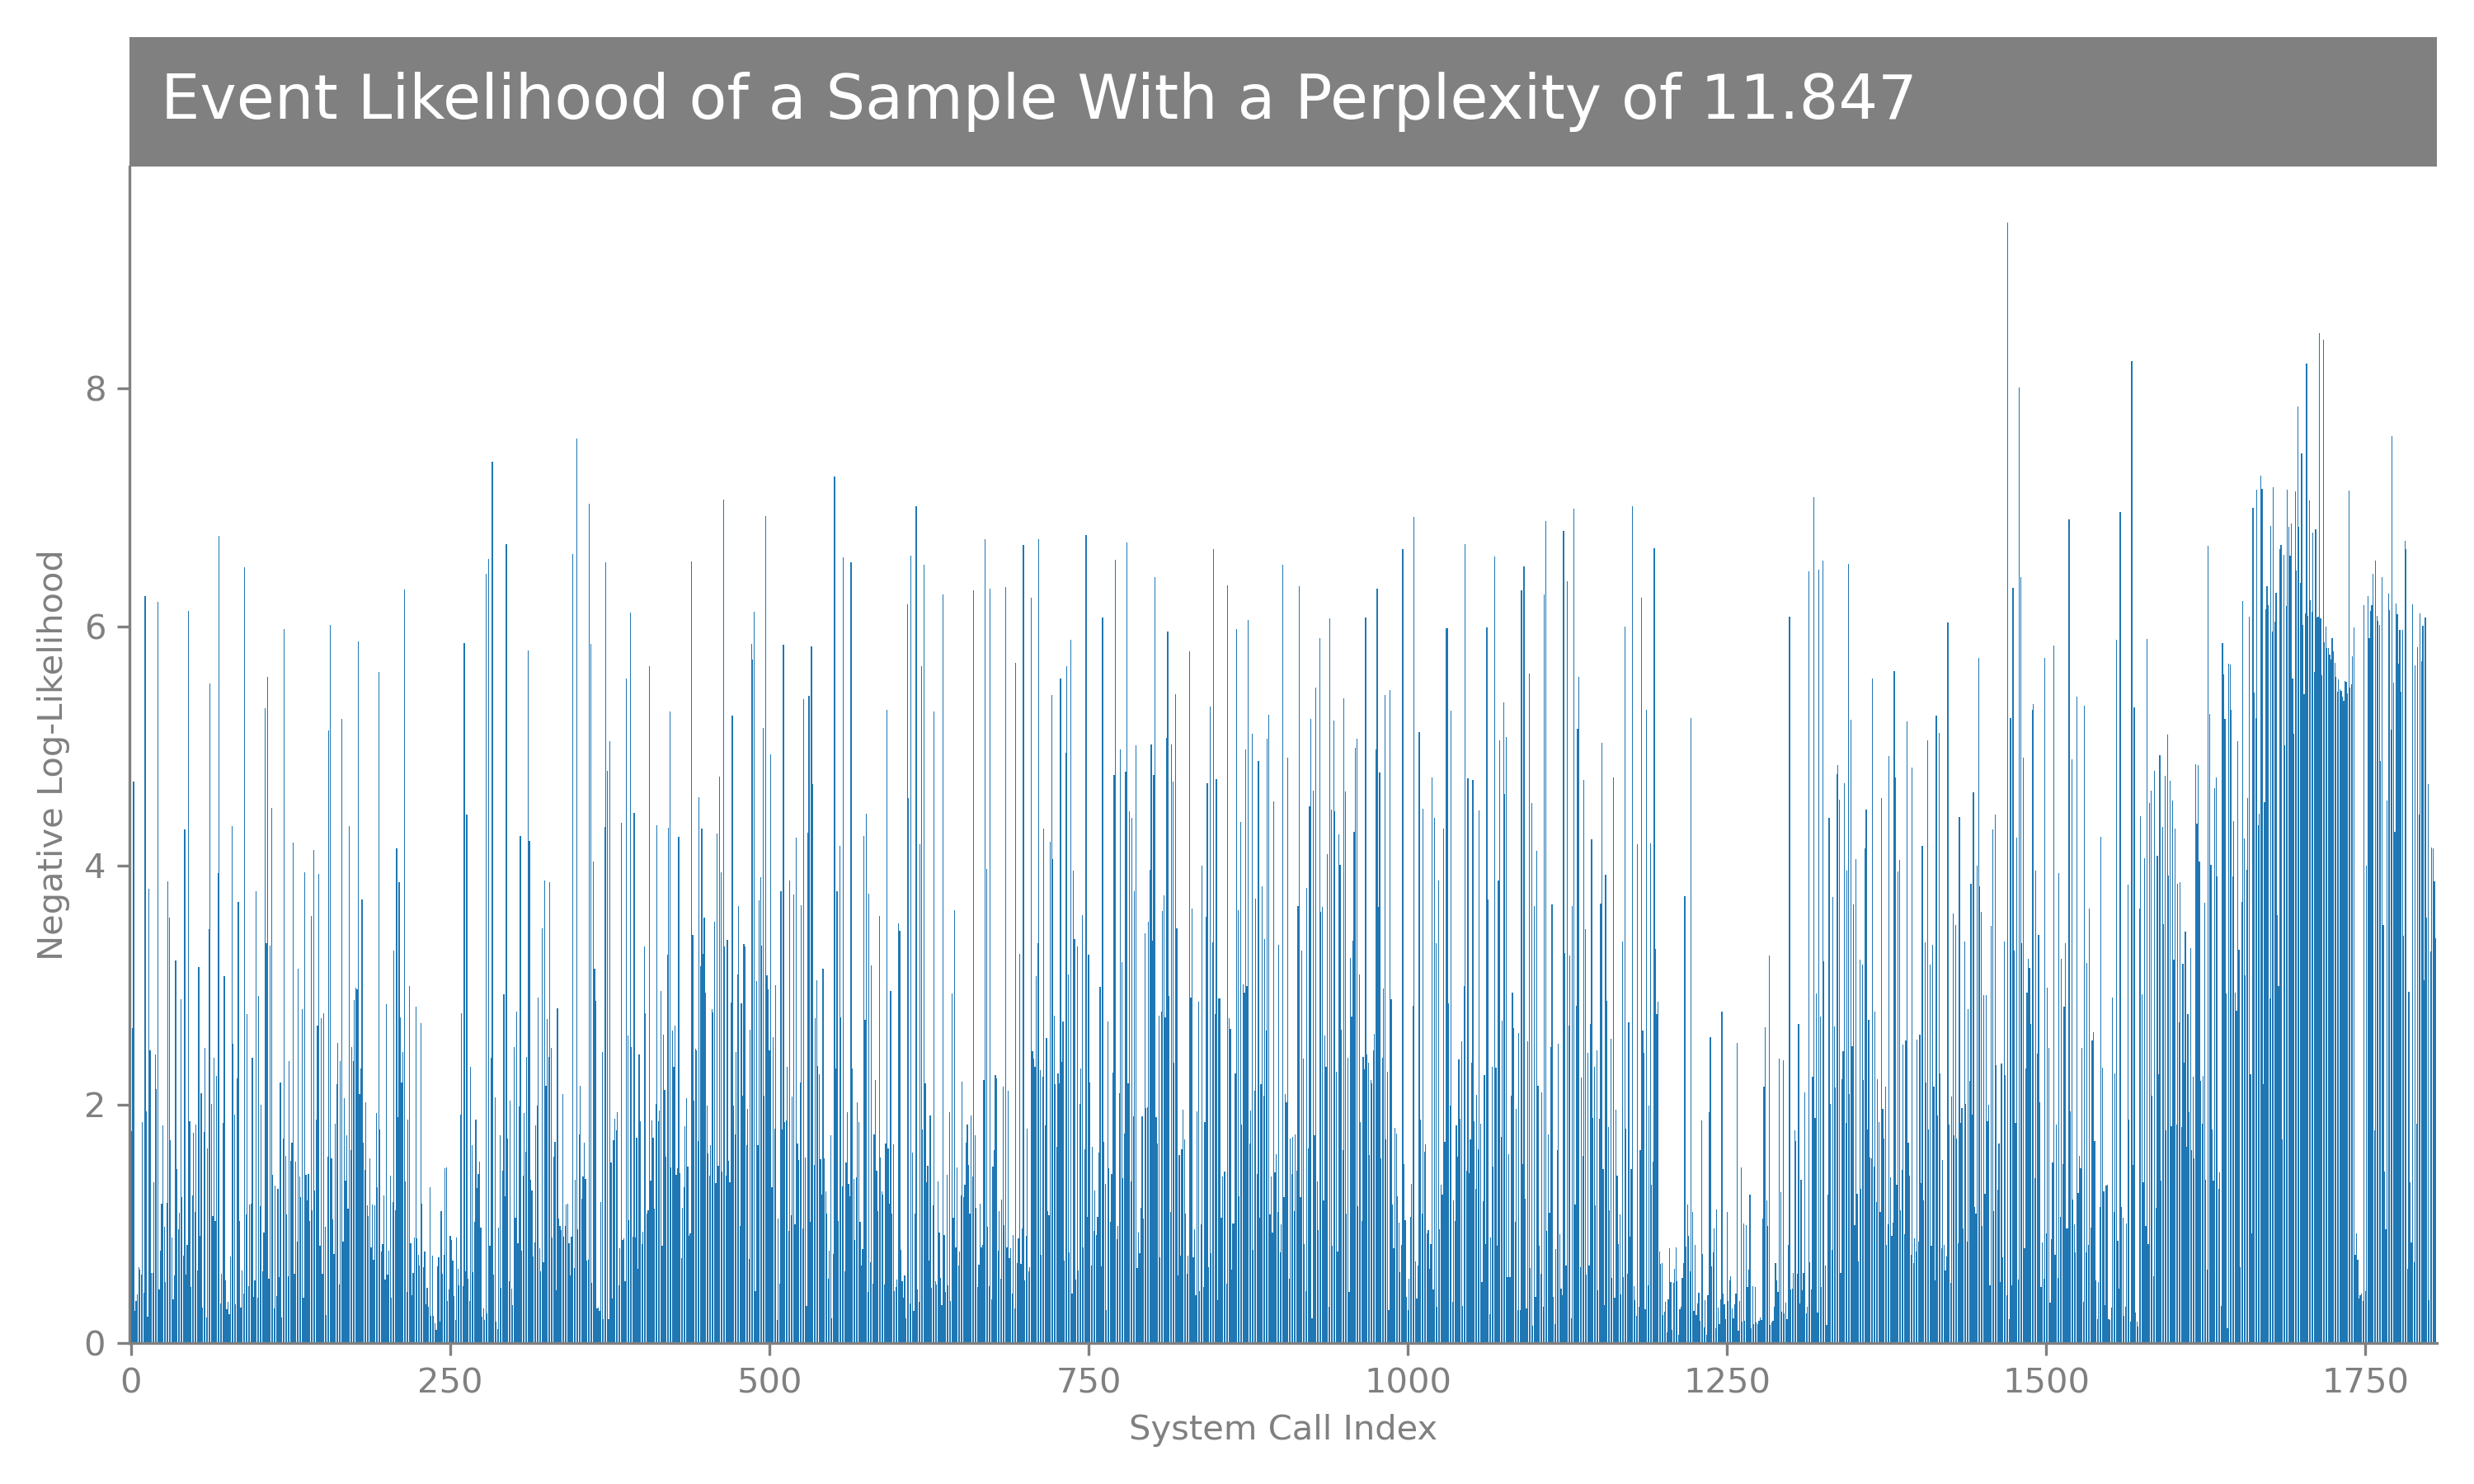 Event Likelihood of a Sample With a Perplexity of 11.847
Negative Log-Likelihood
8
6
4
2
0
0 250 500 750 1000 1250 1500 1750
System Call Index